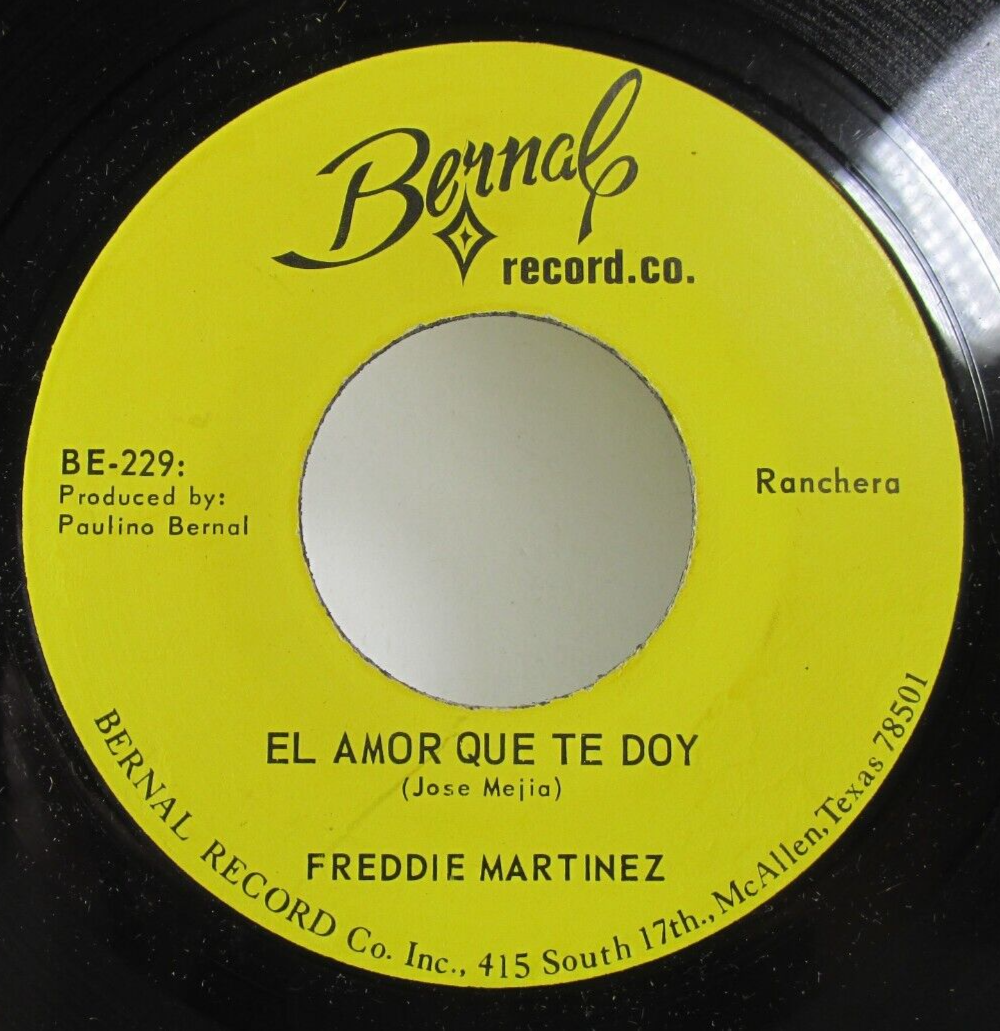 Bernal
record.co.
BE-229:
Produced by:
Paulino Bernal
Ranchera
EL AMOR QUE TE DOY
(Jose Mejia)
FREDDIE MARTINEZ
BERNAL RECORD Co. Inc., 415 South 17th., McAllen, Texas 78501